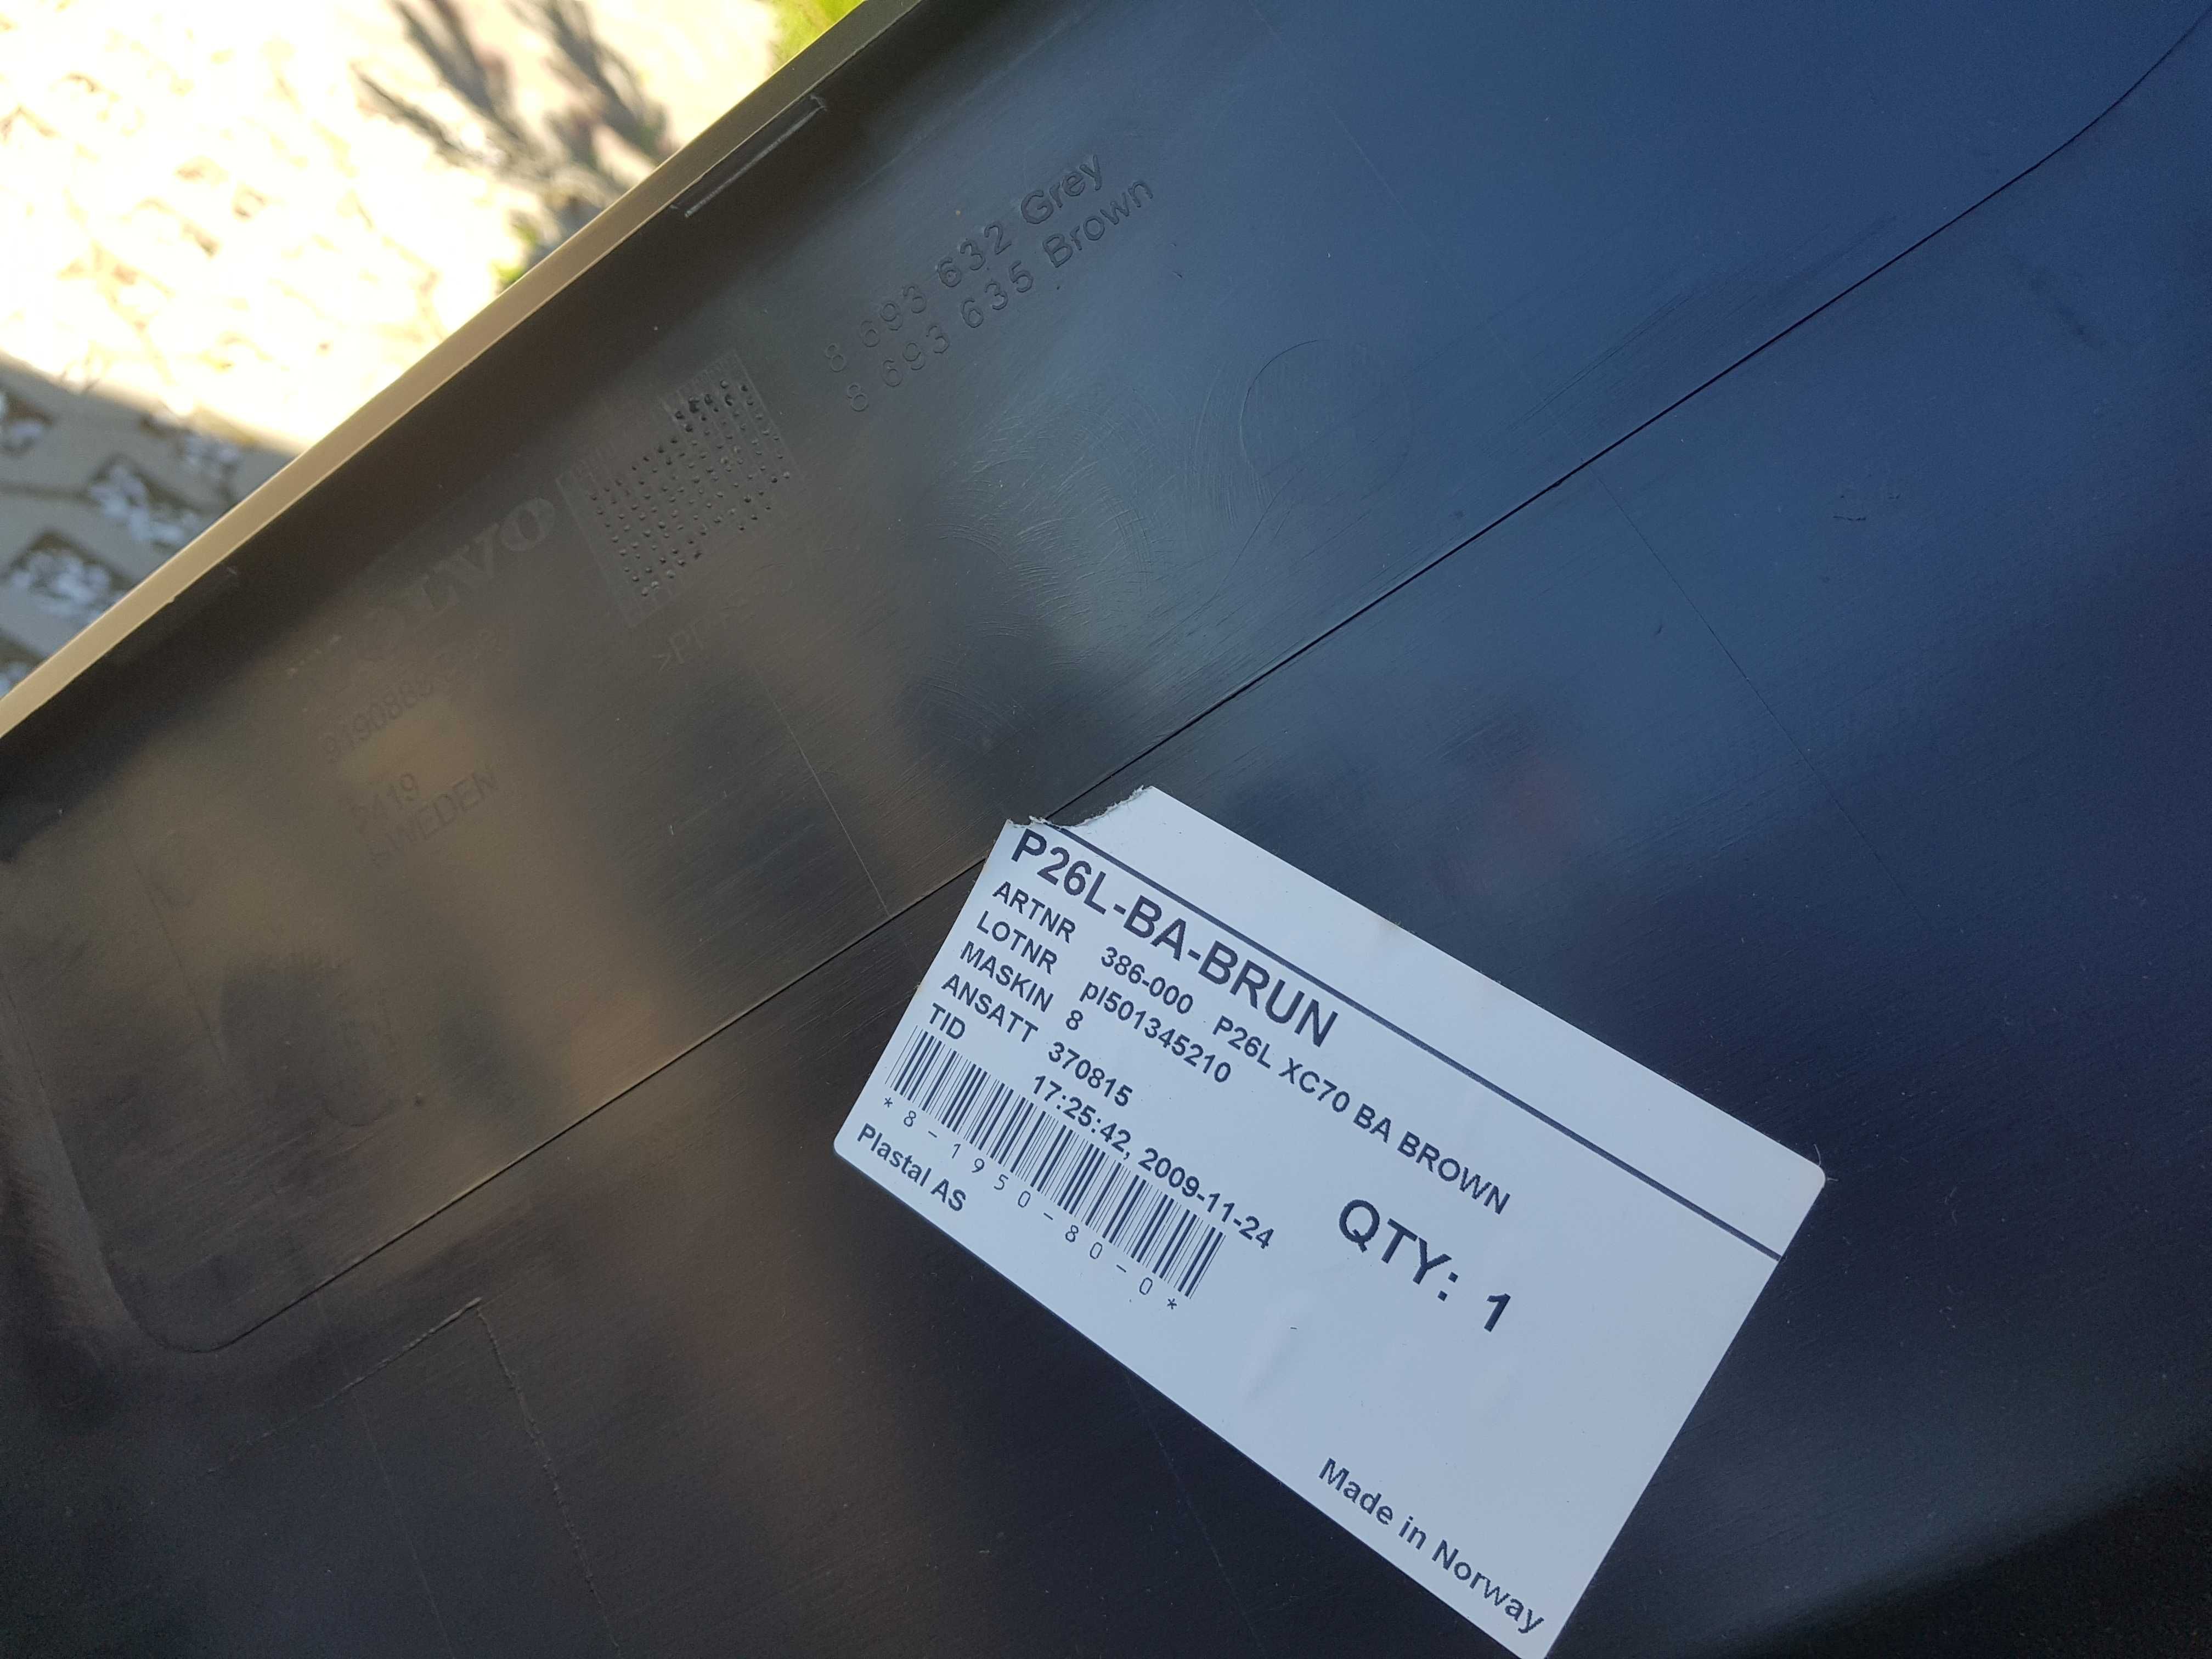 8 693 632 Grey
8 693 635 Brown
P26L-BA-BRUN
ARTNR 386-000 P26L XC70 BA BROWN
LOTNR pl501345210
MASKIN 8
ANSATT 370815
TID 17:25:42, 2009-11-24
QTY: 1
*8-1950-80-0*
Plastal AS
Made in Norway